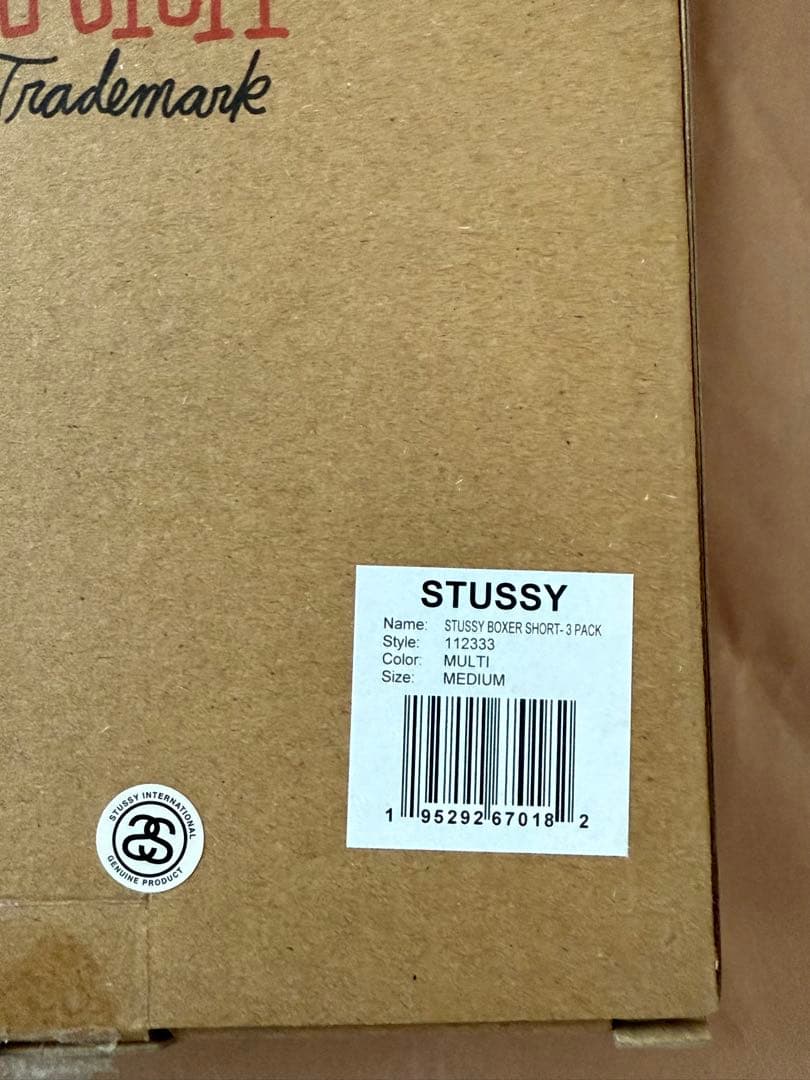 Trademark
STUSSY
Name: STUSSY BOXER SHORT- 3 PACK
Style: 112333
Color: MULTI
Size: MEDIUM
1 95292 67018 2
STUSSY INTERNATIONAL
GENUINE PRODUCT